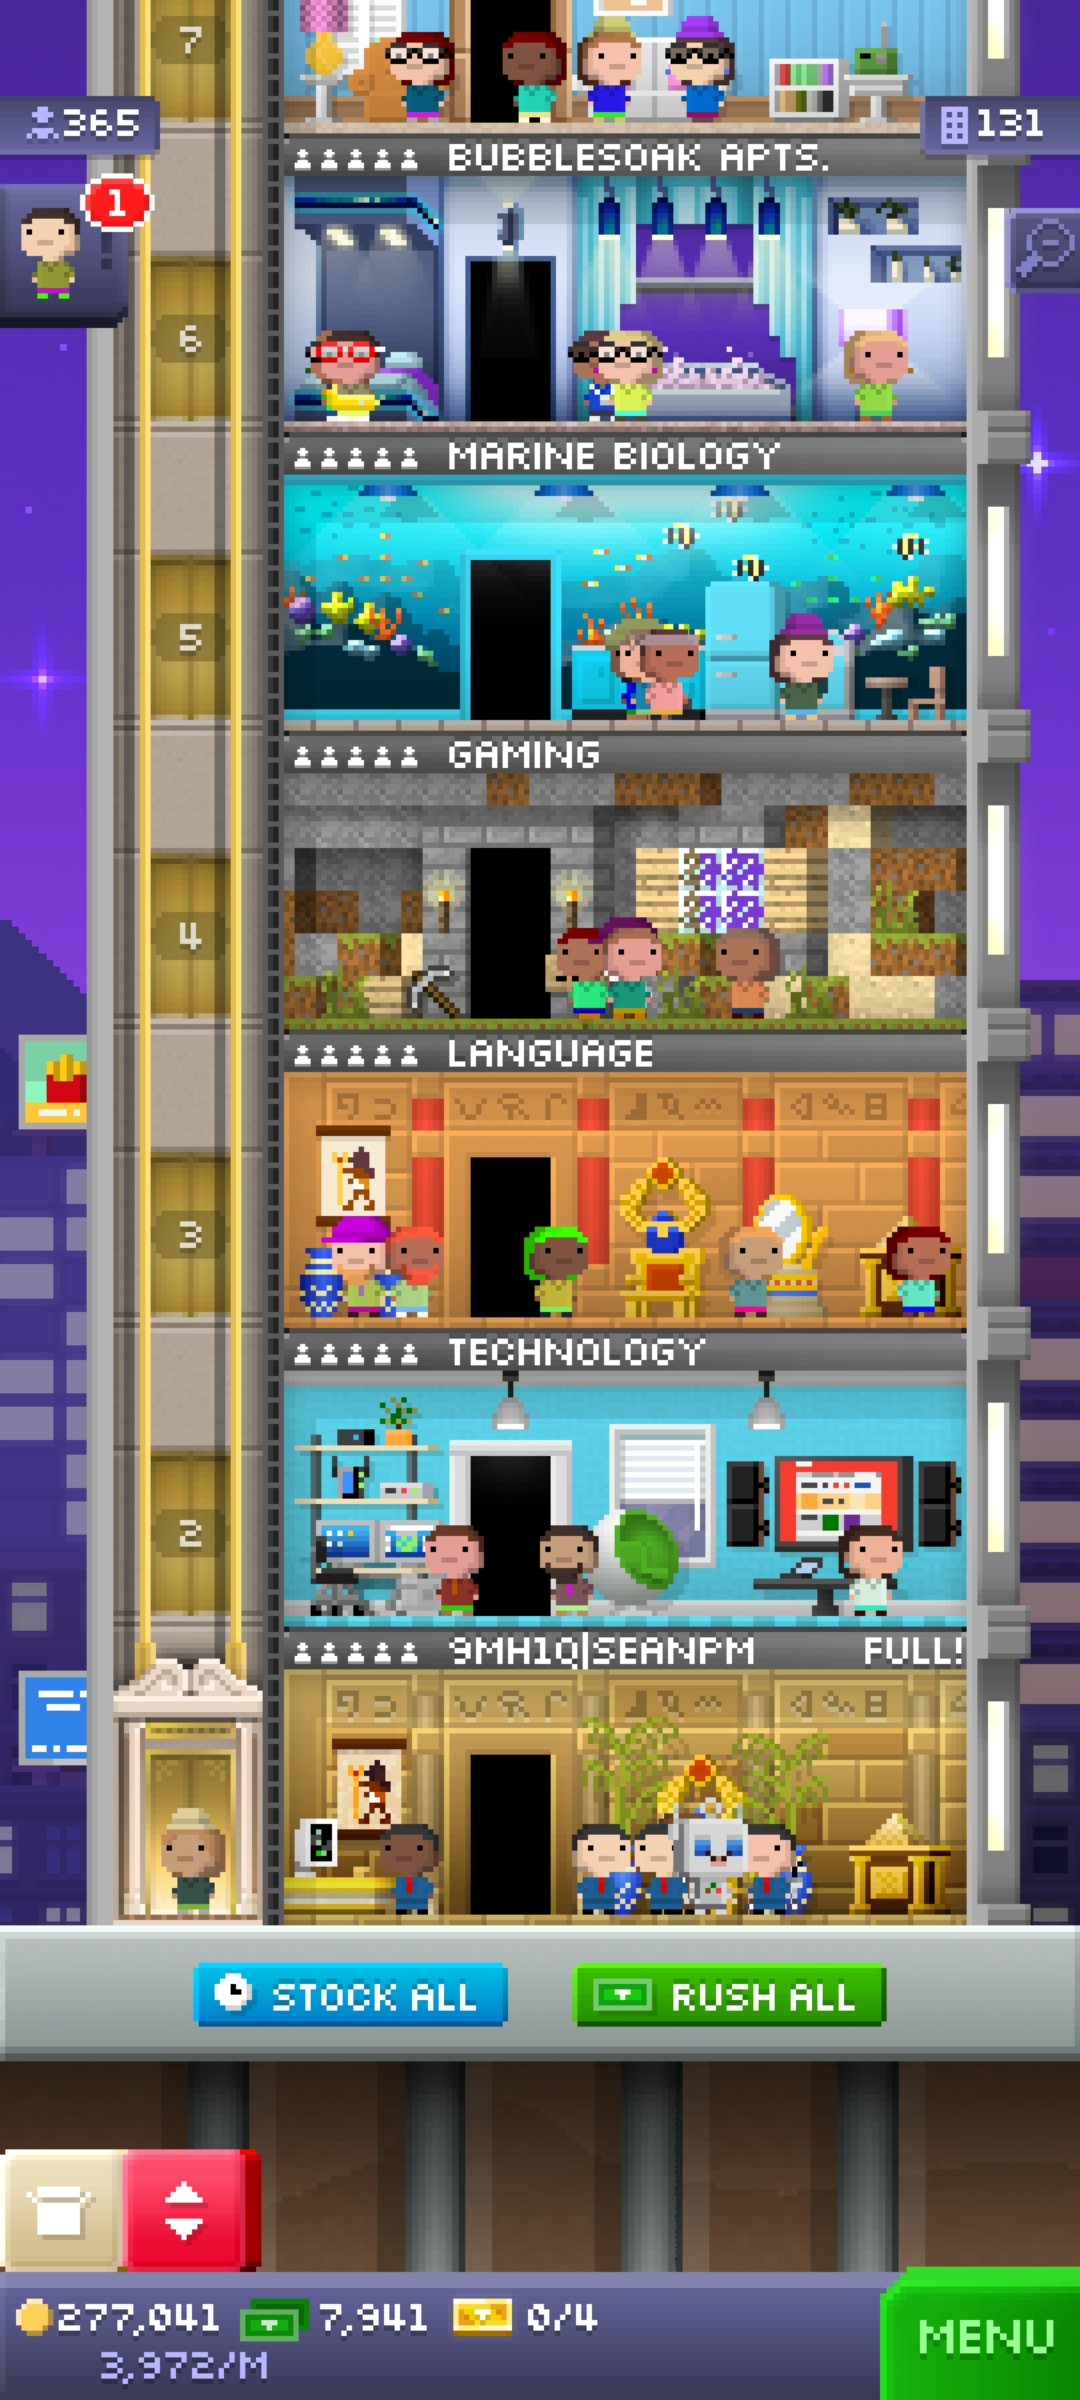 7
365
131
BUBBLESOAK APTS.
1
6
MARINE BIOLOGY
5
GAMING
4
LANGUAGE
3
TECHNOLOGY
2
9MH1Q|SEANPM FULL!
STOCK ALL RUSH ALL
277,041 7,941 0/4
3,972/M
MENU